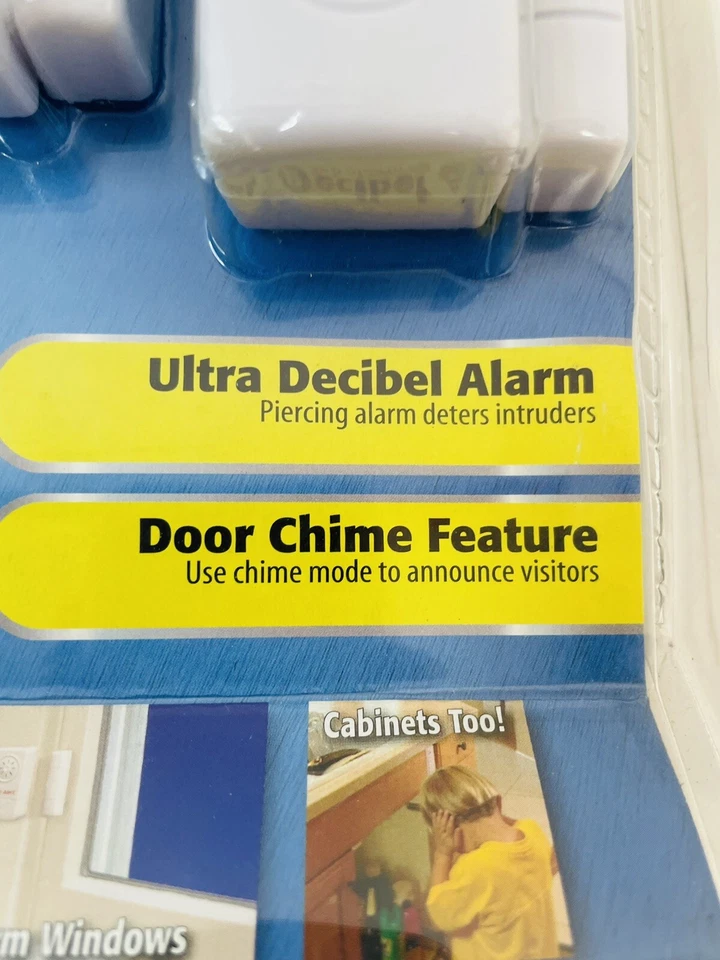 Ultra Decibel Alarm
Piercing alarm deters intruders
Door Chime Feature
Use chime mode to announce visitors
Cabinets Too!
m Windows